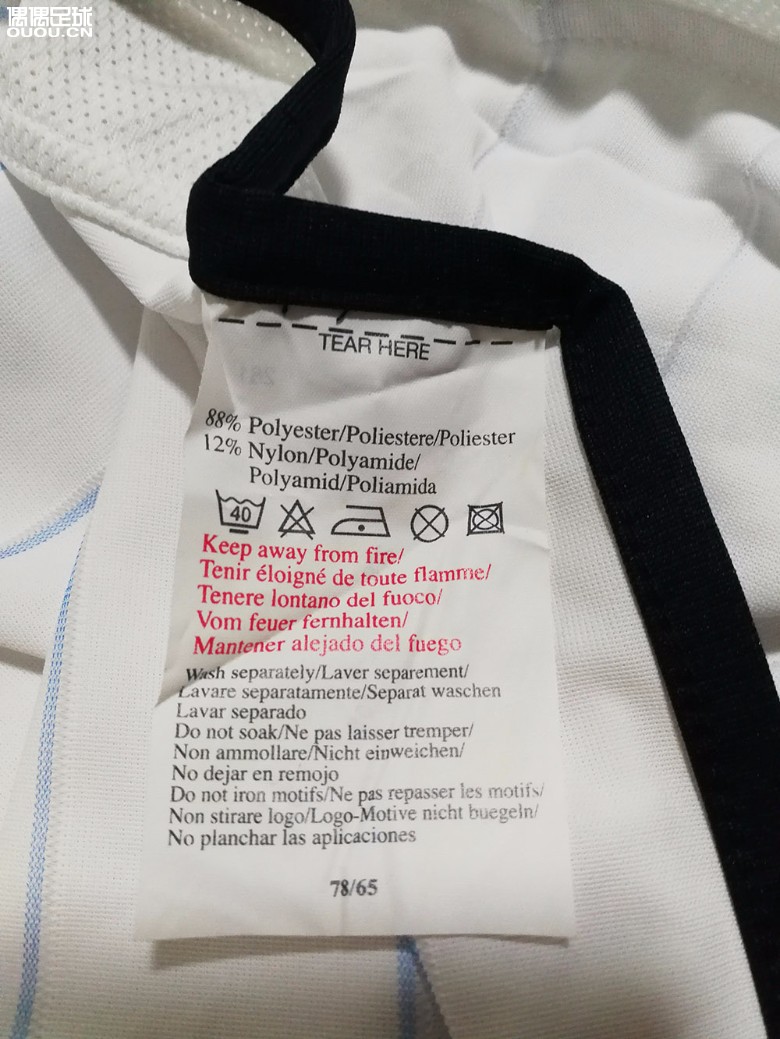 偶偶足球
OUOU.CN
TEAR HERE
88% Polyester/Poliestere/Poliester
12% Nylon/Polyamide/
Polyamid/Poliamida
40
Keep away from fire/
Tenir éloigné de toute flamme/
Tenere lontano del fuoco/
Vom feuer fernhalten/
Mantener alejado del fuego
Wash separately/Laver separement/
Lavare separatamente/Separat waschen
Lavar separado
Do not soak/Ne pas laisser tremper/
Non ammollare/Nicht einweichen/
No dejar en remojo
Do not iron motifs/Ne pas repasser les motifs/
Non stirare logo/Logo-Motive nicht buegeln/
No planchar las aplicaciones
78/65